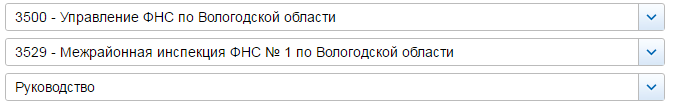 3500 - Управление ФНС по Вологодской области
3529 - Межрайонная инспекция ФНС № 1 по Вологодской области
Руководство